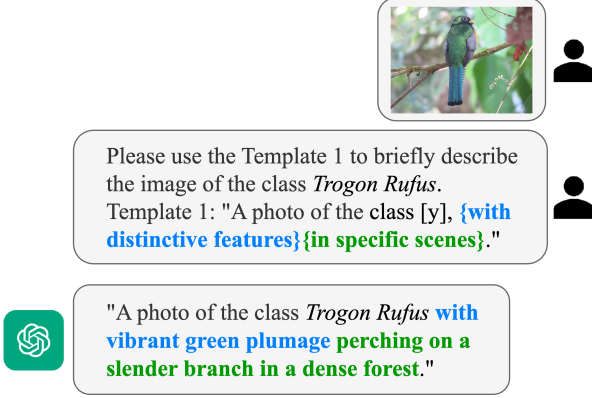 Please use the Template 1 to briefly describe
the image of the class Trogon Rufus.
Template 1: "A photo of the class [y], {with
distinctive features}{in specific scenes}."
"A photo of the class Trogon Rufus with
vibrant green plumage perching on a
slender branch in a dense forest."